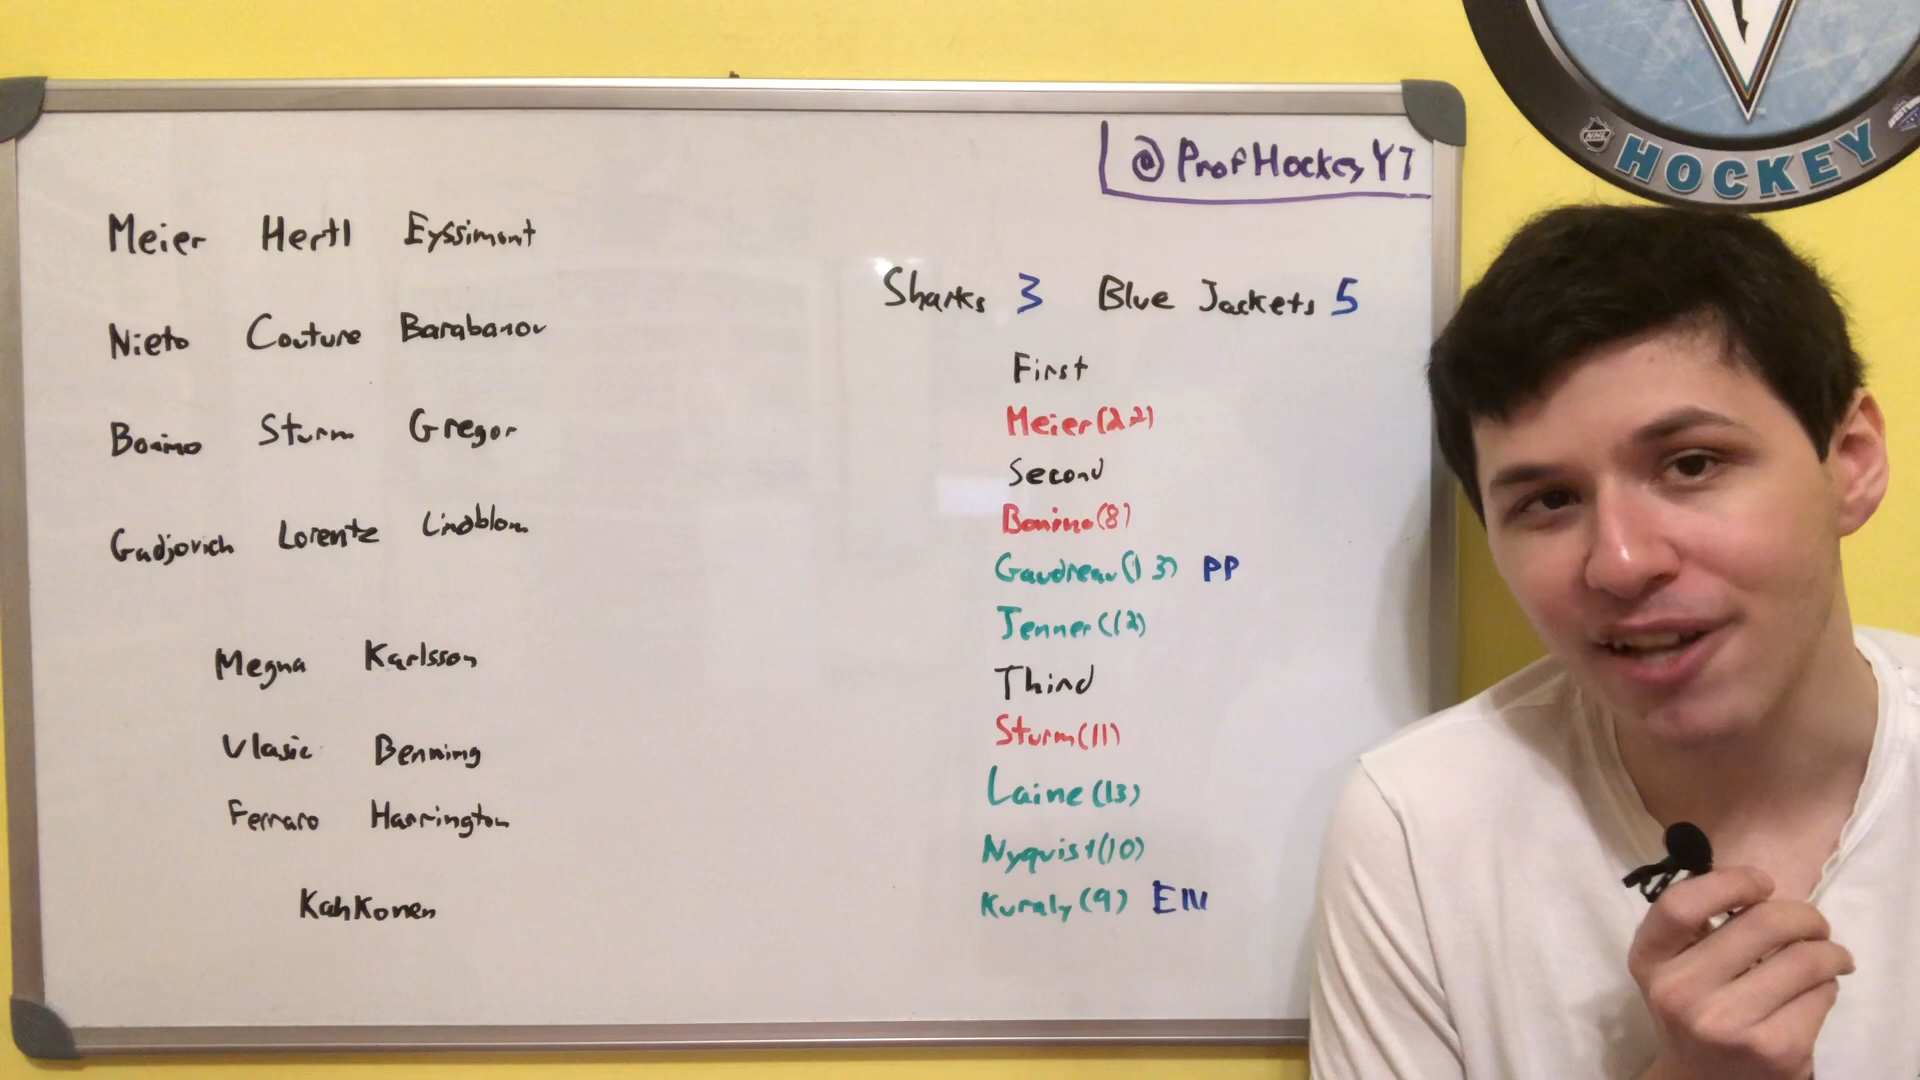 NHL
HOCKEY
@ProfHockeyYT
Meier Hertl Eyssimont
Nieto Couture Barabanov
Bonino Sturm Gregor
Gadjovich Lorentz Lindblom
Megna Karlsson
Vlasic Benning
Ferraro Harrington
Kahkonen
Sharks 3 Blue Jackets 5
First
Meier(22)
Second
Bonino(8)
Gaudreau(13) PP
Jenner(12)
Third
Sturm(11)
Laine(13)
Nyquist(10)
Kuraly(9) EN